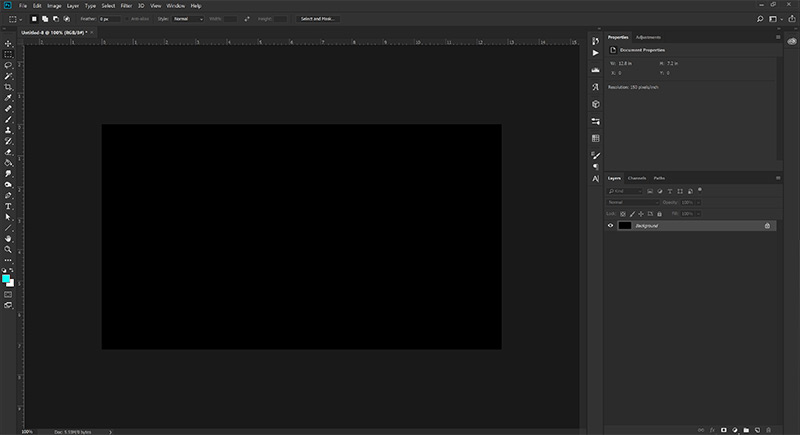 Ps File Edit Image Layer Type Select Filter 3D View Window Help
Feather: 0 px Anti-alias Style: Normal Width: Height: Select and Mask...
Untitled-8 @ 100% (RGB/8#) * ×
Properties Adjustments
Document Properties
W: 12.8 in H: 7.2 in
X: 0 Y: 0
Resolution: 150 pixels/inch
Layers Channels Paths
Kind
Normal Opacity: 100%
Lock: Fill: 100%
Background
100% Doc: 5.93M/0 bytes